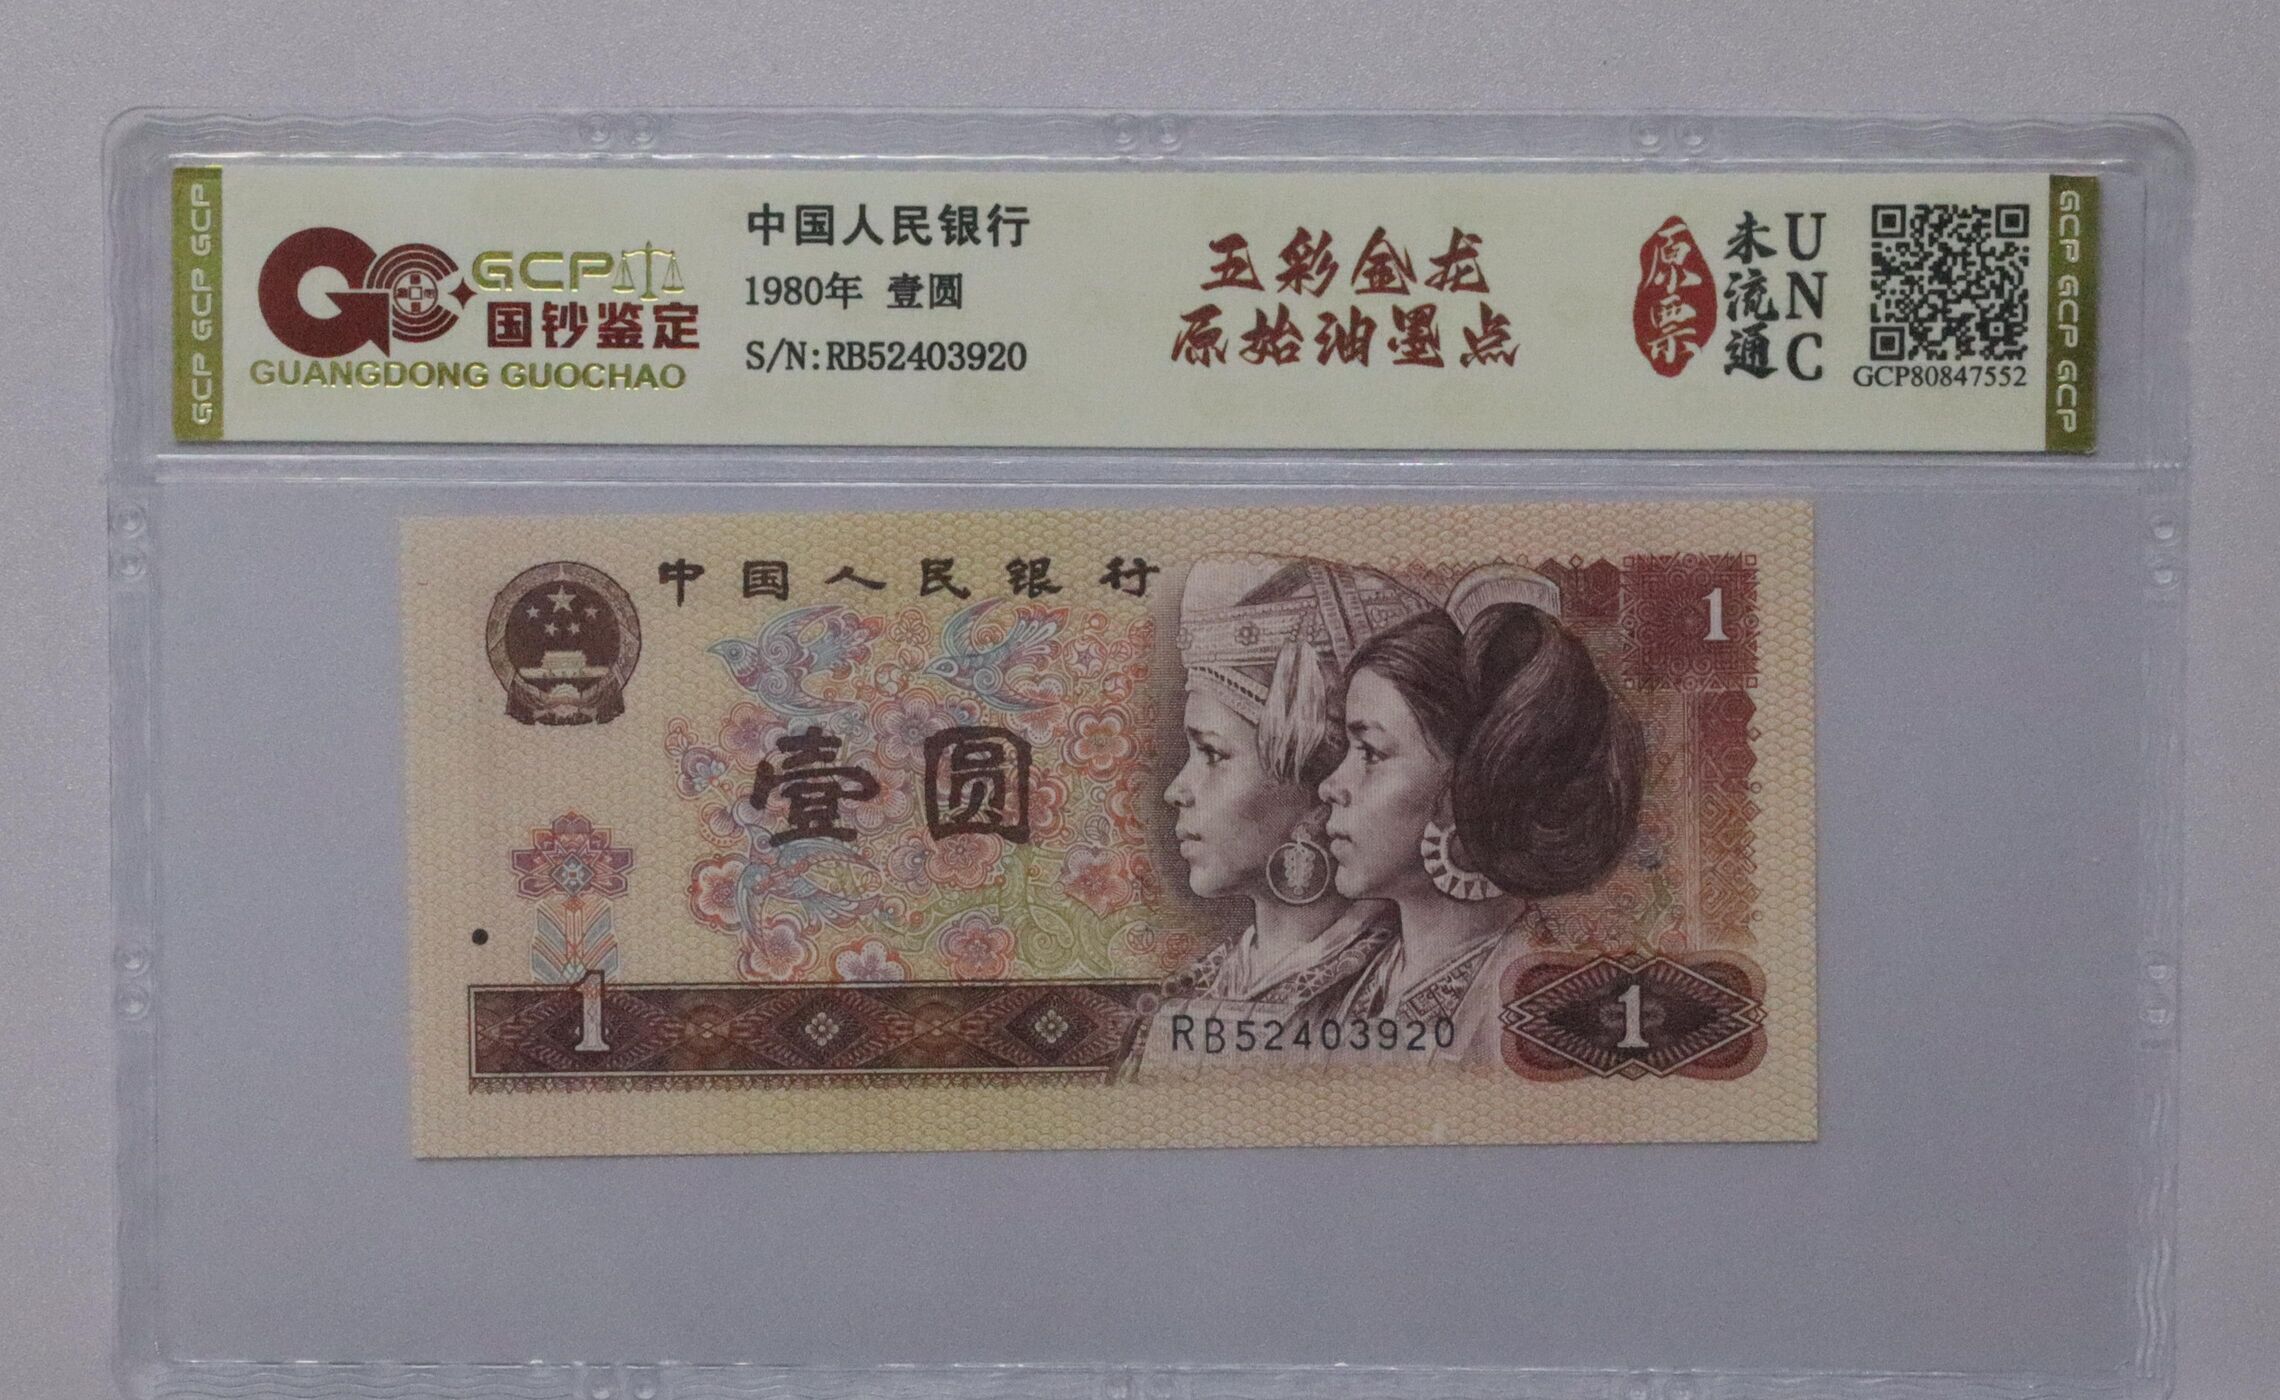 GCP GCP GCP
GCP
国钞鉴定
GUANGDONG GUOCHAO
中国人民银行
1980年 壹圆
S/N:RB52403920
五彩金龙
原始油墨点
原票
未流通
UNC
GCP80847552
GCP GCP GCP
中国人民银行
1
壹圆
1
RB52403920
1